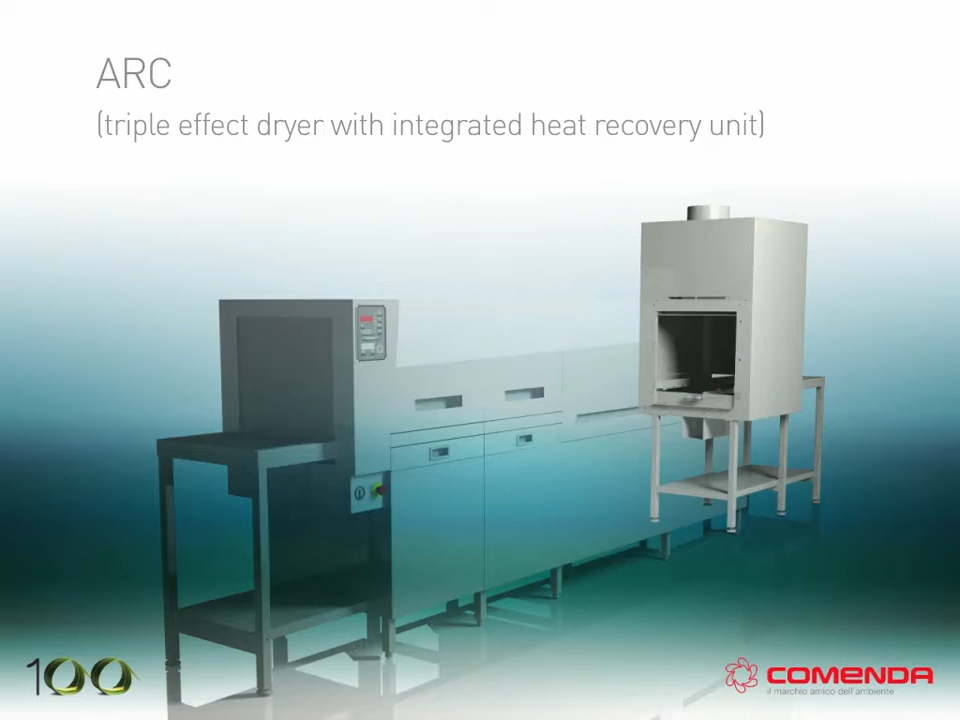 ARC
(triple effect dryer with integrated heat recovery unit)
100
COMENDA
il marchio amico dell'ambiente